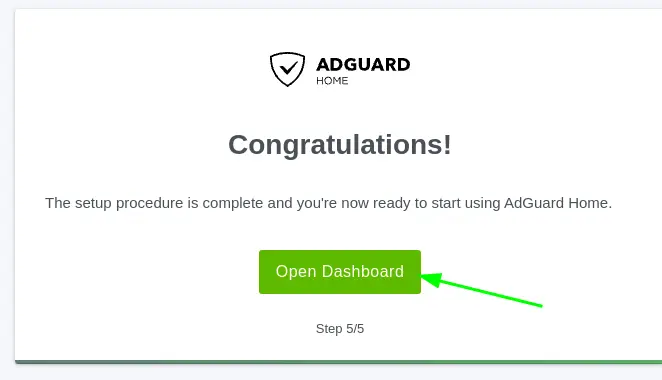 ADGUARD
HOME
Congratulations!
The setup procedure is complete and you're now ready to start using AdGuard Home.
Open Dashboard
Step 5/5